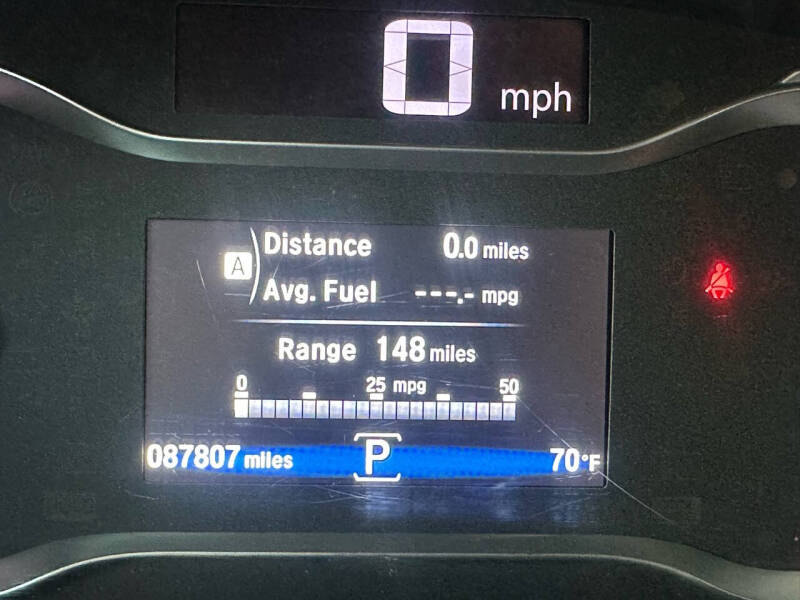 0 mph
A Distance 0.0 miles
Avg. Fuel ---.- mpg
Range 148 miles
0 25 mpg 50
087807 miles P 70°F